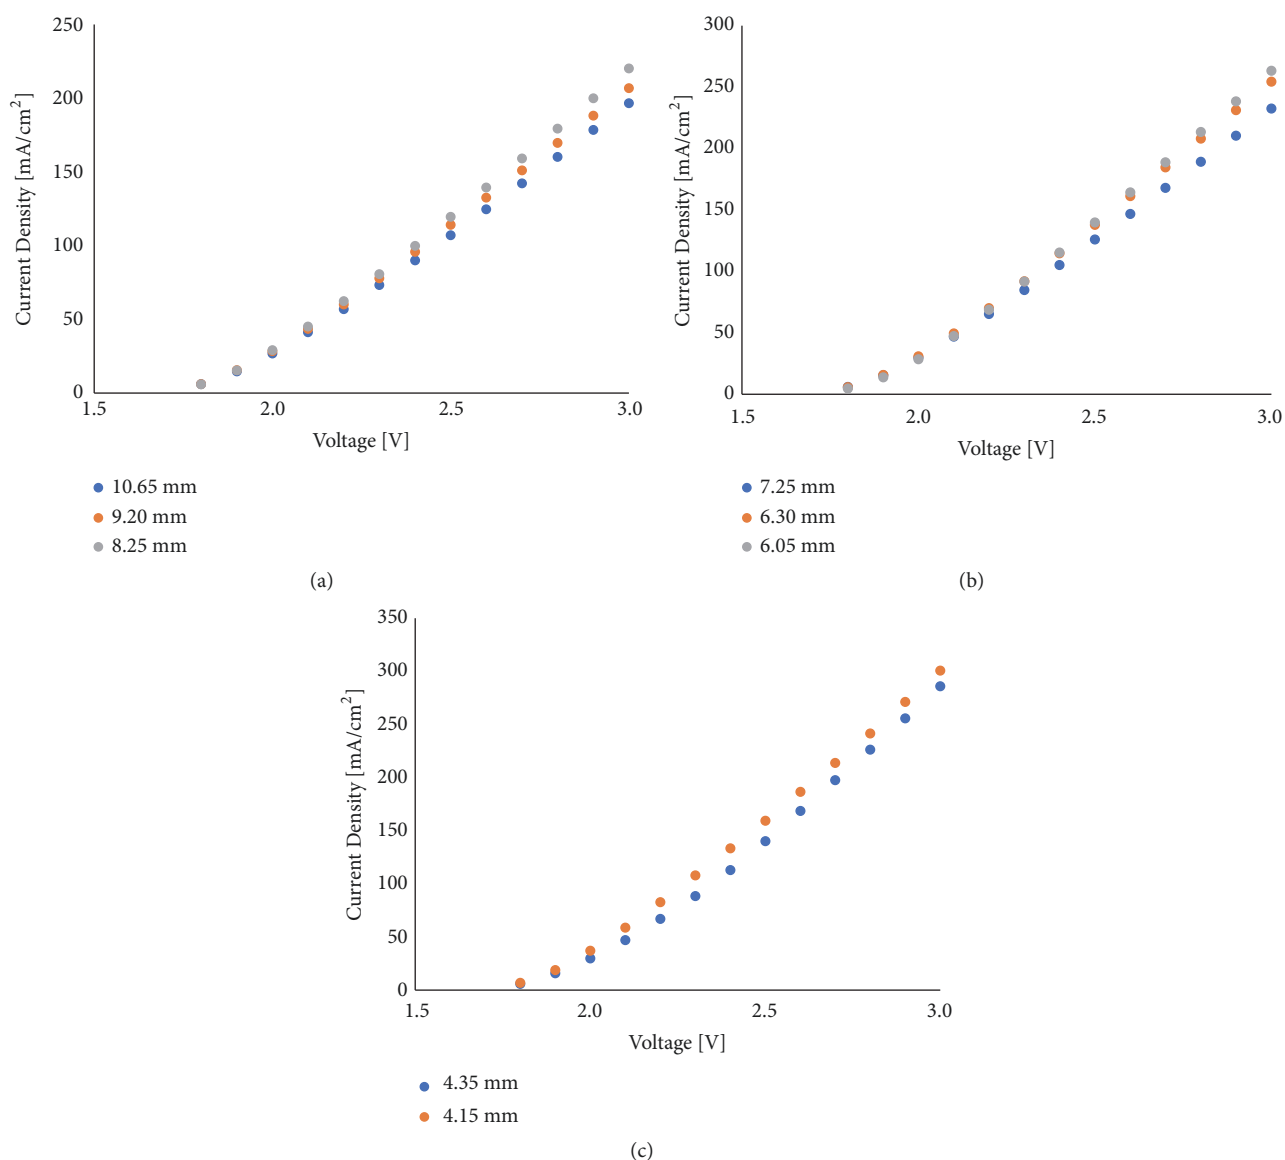 250
200
150
100
50
0
1.5 2.0 2.5 3.0
Current Density [mA/cm²]
Voltage [V]
10.65 mm
9.20 mm
8.25 mm
(a)
300
250
200
150
100
50
0
1.5 2.0 2.5 3.0
Current Density [mA/cm²]
Voltage [V]
7.25 mm
6.30 mm
6.05 mm
(b)
350
300
250
200
150
100
50
0
1.5 2.0 2.5 3.0
Current Density [mA/cm²]
Voltage [V]
4.35 mm
4.15 mm
(c)